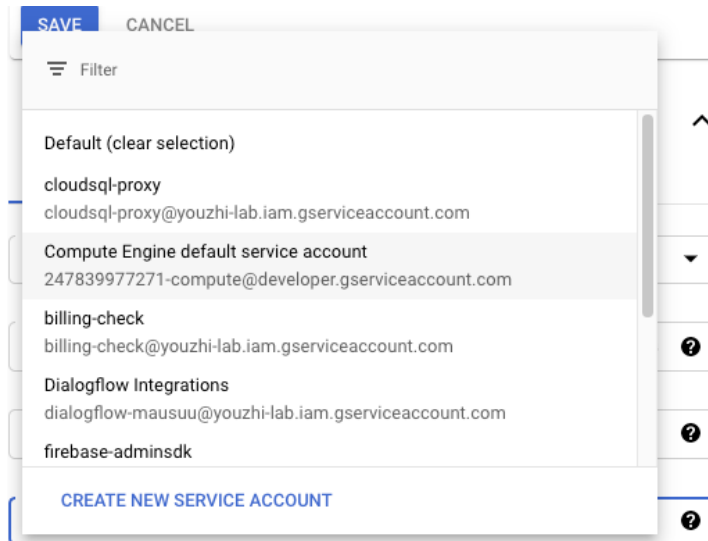 SAVE CANCEL
Filter
Default (clear selection)
cloudsql-proxy
cloudsql-proxy@youzhi-lab.iam.gserviceaccount.com
Compute Engine default service account
247839977271-compute@developer.gserviceaccount.com
billing-check
billing-check@youzhi-lab.iam.gserviceaccount.com
Dialogflow Integrations
dialogflow-mausuu@youzhi-lab.iam.gserviceaccount.com
firebase-adminsdk
CREATE NEW SERVICE ACCOUNT